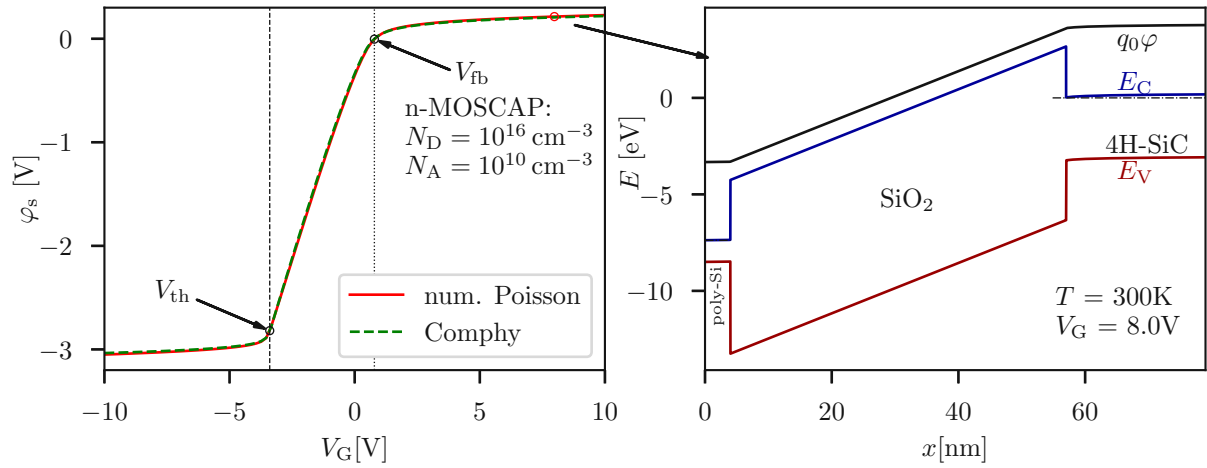 0
−1
−2
−3
φs [V]
−10
−5
0
5
10
VG[V]
Vfb
n-MOSCAP:
ND = 10^16 cm−3
NA = 10^10 cm−3
Vth
num. Poisson
Comphy
0
−5
−10
E [eV]
0
20
40
60
x[nm]
q0φ
EC
4H-SiC
EV
SiO2
poly-Si
T = 300K
VG = 8.0V